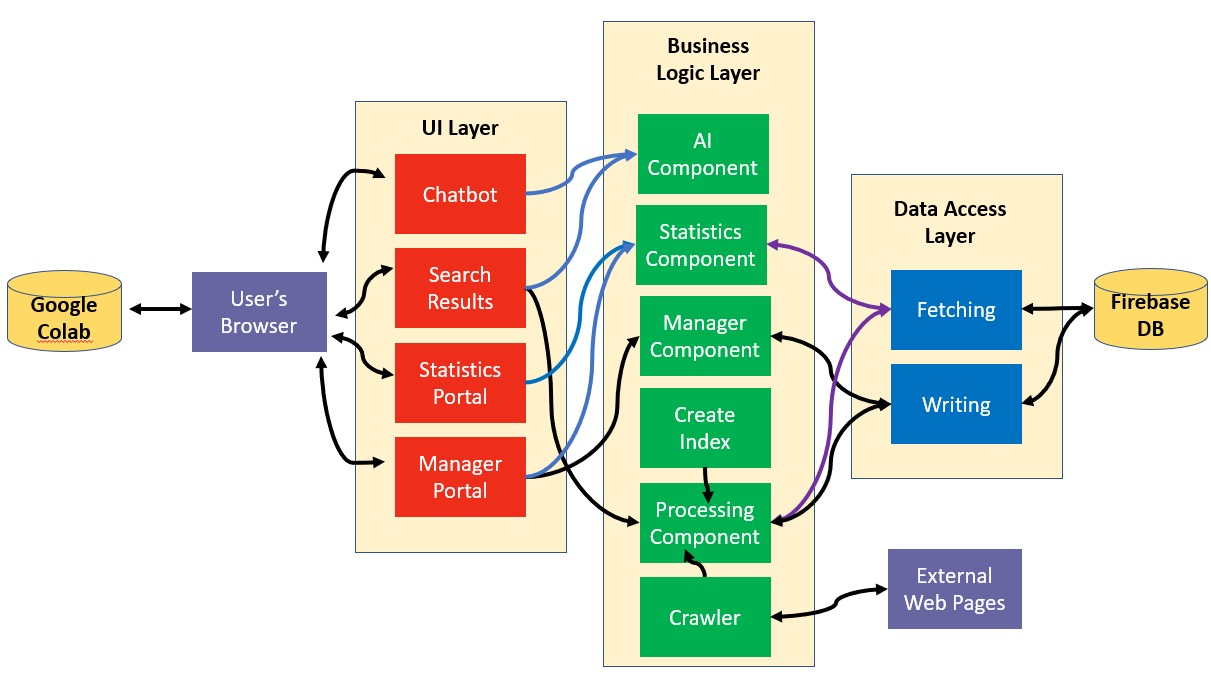 Google
Colab
User's
Browser
UI Layer
Chatbot
Search
Results
Statistics
Portal
Manager
Portal
Business
Logic Layer
AI
Component
Statistics
Component
Manager
Component
Create
Index
Processing
Component
Crawler
Data Access
Layer
Fetching
Writing
External
Web Pages
Firebase
DB